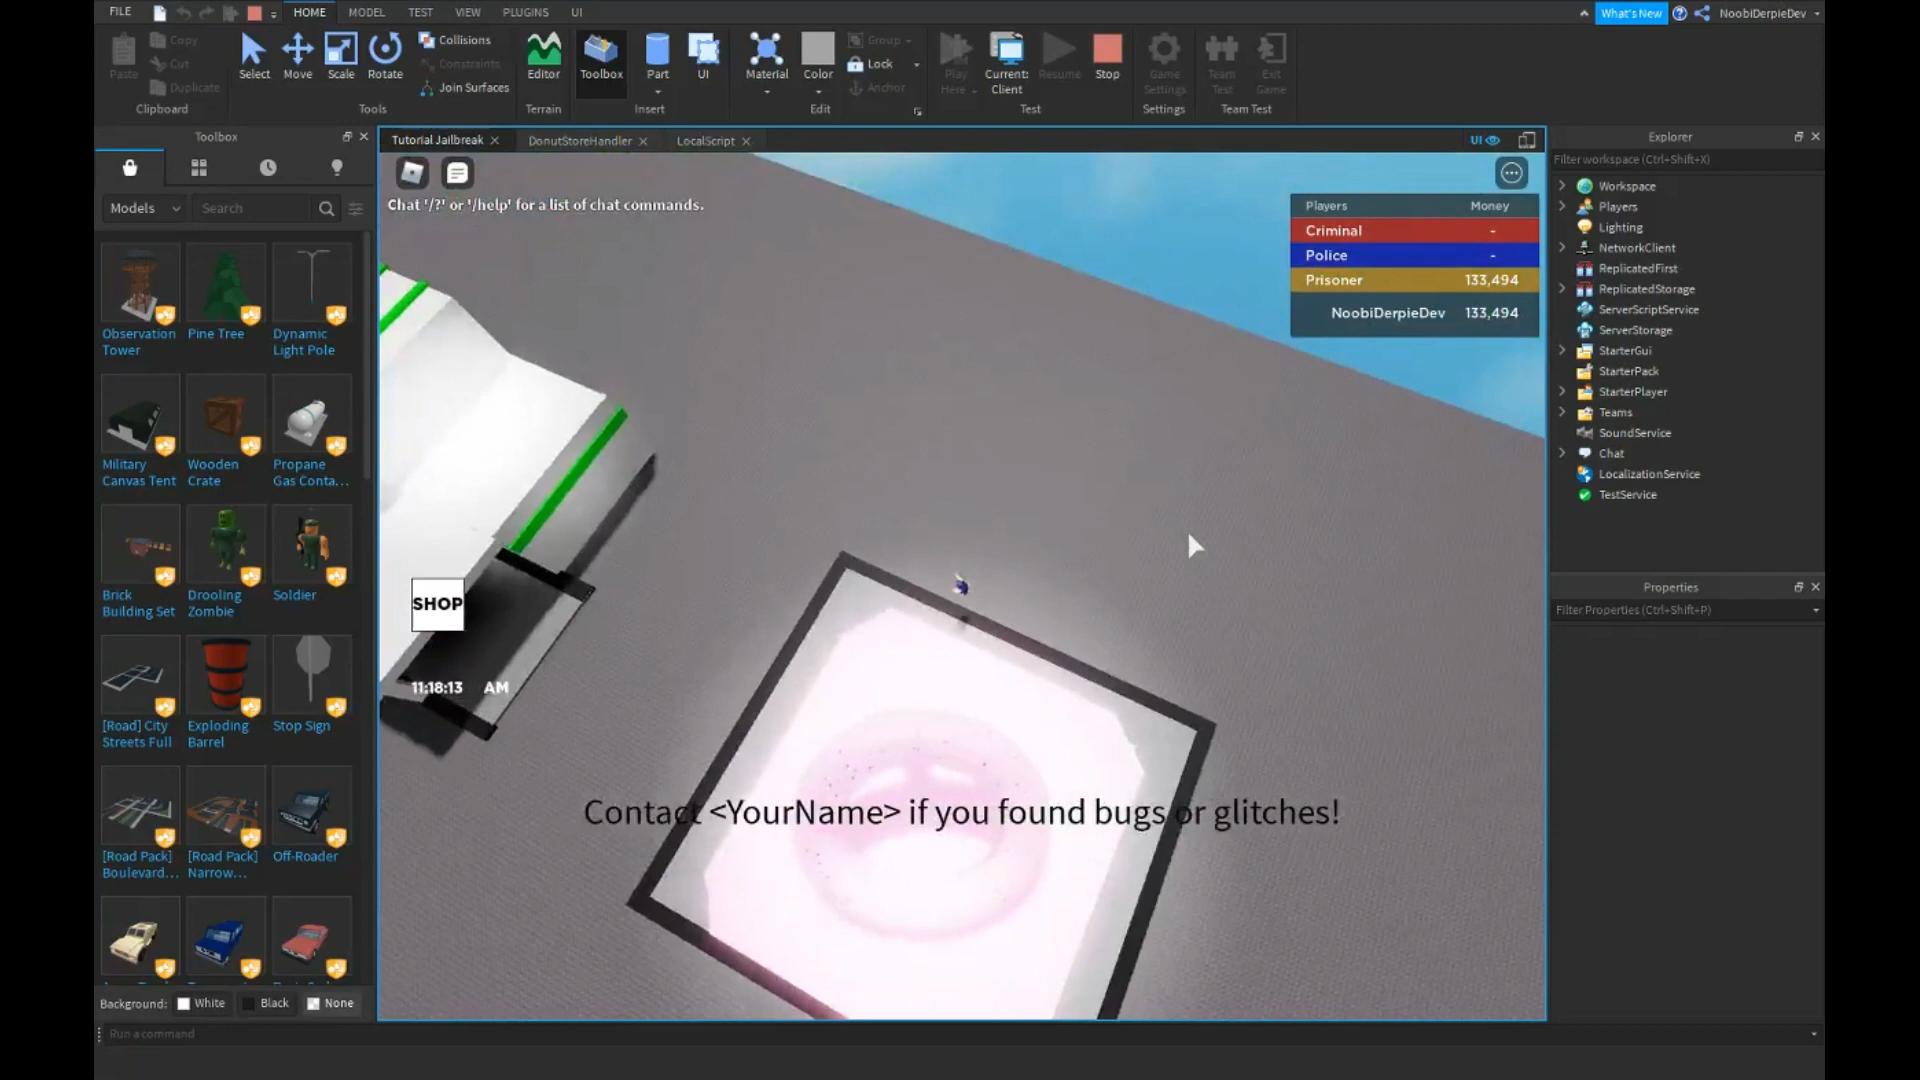 FILE HOME MODEL TEST VIEW PLUGINS UI What's New NoobiDerpieDev
Paste Copy Cut Duplicate Clipboard
Select Move Scale Rotate Collisions Constraints Join Surfaces Tools
Editor Terrain
Toolbox Part UI Insert
Material Color Group Lock Anchor Edit
Play Here Current: Client Resume Stop Test
Game Settings Settings
Team Test Exit Game Team Test
Toolbox
Models Search
Observation Tower
Pine Tree
Dynamic Light Pole
Military Canvas Tent
Wooden Crate
Propane Gas Conta...
Brick Building Set
Drooling Zombie
Soldier
[Road] City Streets Full
Exploding Barrel
Stop Sign
[Road Pack] Boulevard...
[Road Pack] Narrow...
Off-Roader
Background: White Black None
Run a command
Tutorial Jailbreak DonutStoreHandler LocalScript UI
Chat '/?' or '/help' for a list of chat commands.
Players Money
Criminal -
Police -
Prisoner 133,494
NoobiDerpieDev 133,494
SHOP
11:18:13 AM
Contact <YourName> if you found bugs or glitches!
Explorer
Filter workspace (Ctrl+Shift+X)
Workspace
Players
Lighting
NetworkClient
ReplicatedFirst
ReplicatedStorage
ServerScriptService
ServerStorage
StarterGui
StarterPack
StarterPlayer
Teams
SoundService
Chat
LocalizationService
TestService
Properties
Filter Properties (Ctrl+Shift+P)